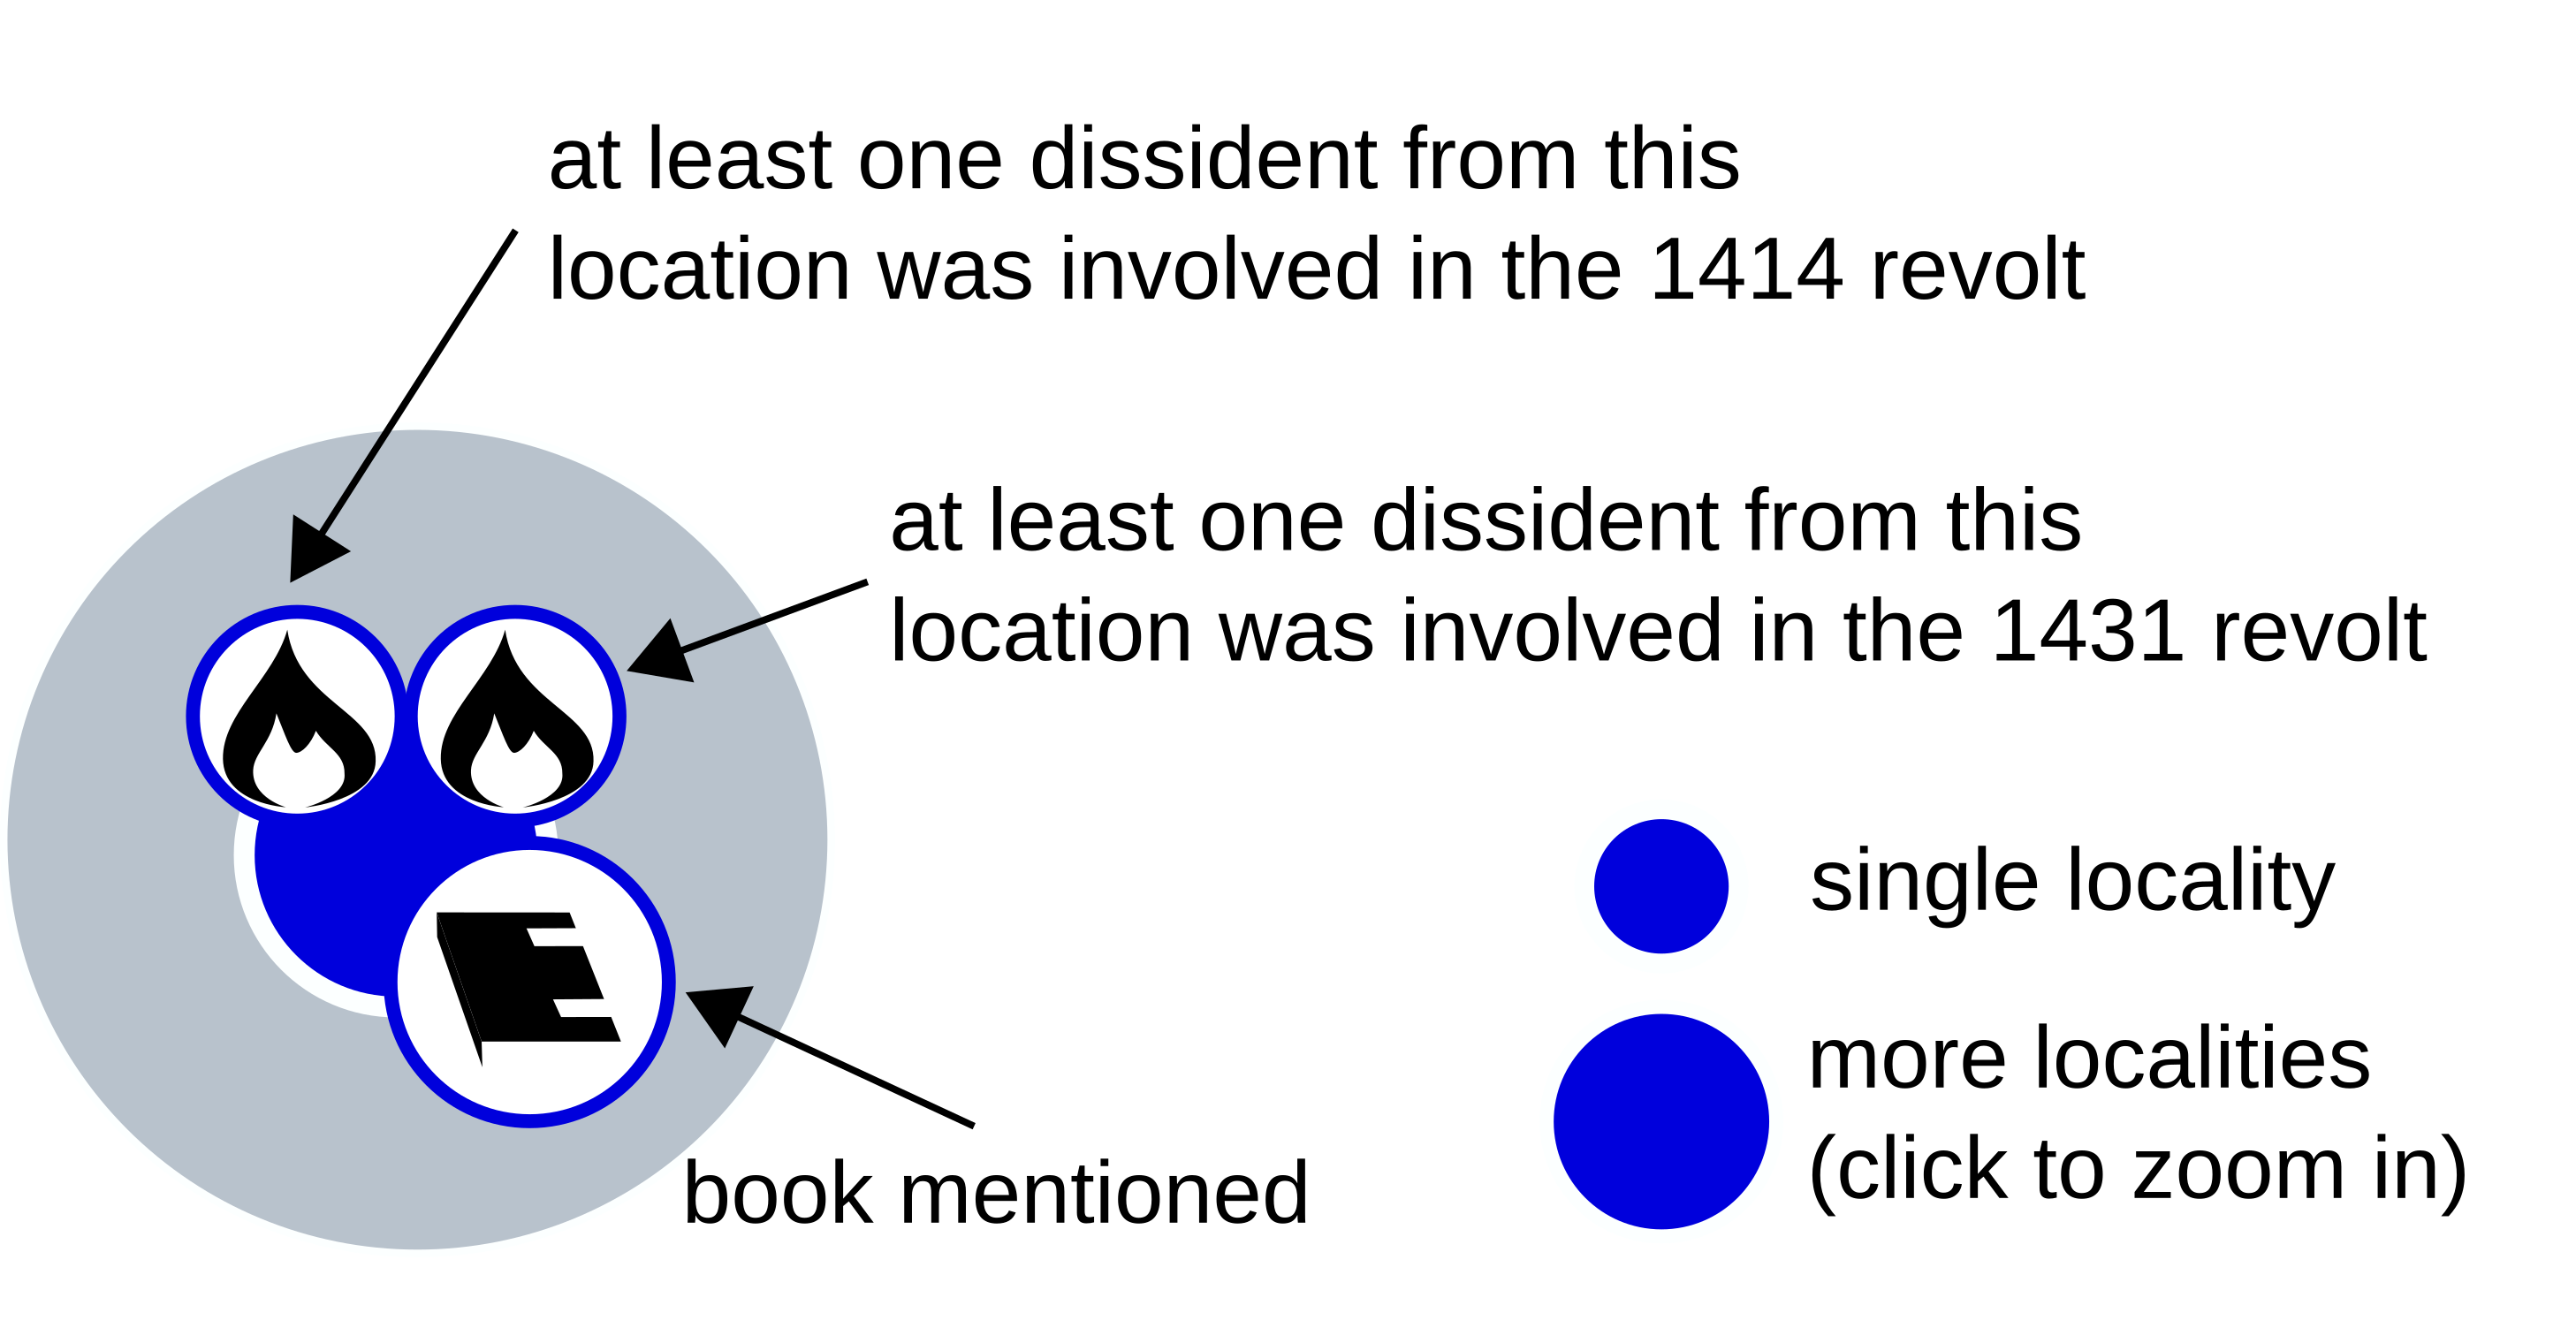 at least one dissident from this
location was involved in the 1414 revolt
at least one dissident from this
location was involved in the 1431 revolt
single locality
more localities
(click to zoom in)
book mentioned